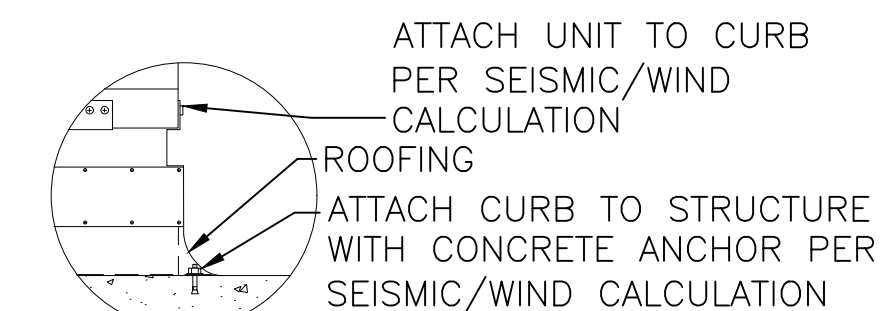 ATTACH UNIT TO CURB
PER SEISMIC/WIND
CALCULATION
ROOFING
ATTACH CURB TO STRUCTURE
WITH CONCRETE ANCHOR PER
SEISMIC/WIND CALCULATION